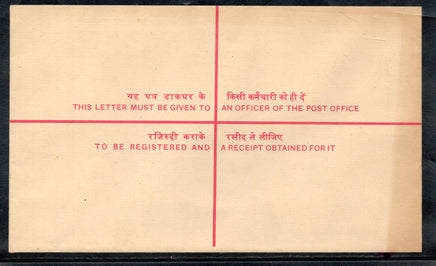 यह पत्र डाकघर के किसी कर्मचारी को ही दें
THIS LETTER MUST BE GIVEN TO AN OFFICER OF THE POST OFFICE
रजिस्ट्री कराके रसीद ले लीजिए
TO BE REGISTERED AND A RECEIPT OBTAINED FOR IT